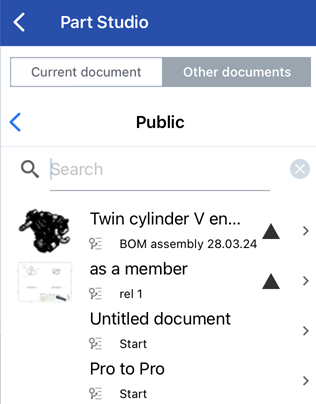 Part Studio
Current document
Other documents
Public
Search
Twin cylinder V en...
BOM assembly 28.03.24
as a member
rel 1
Untitled document
Start
Pro to Pro
Start